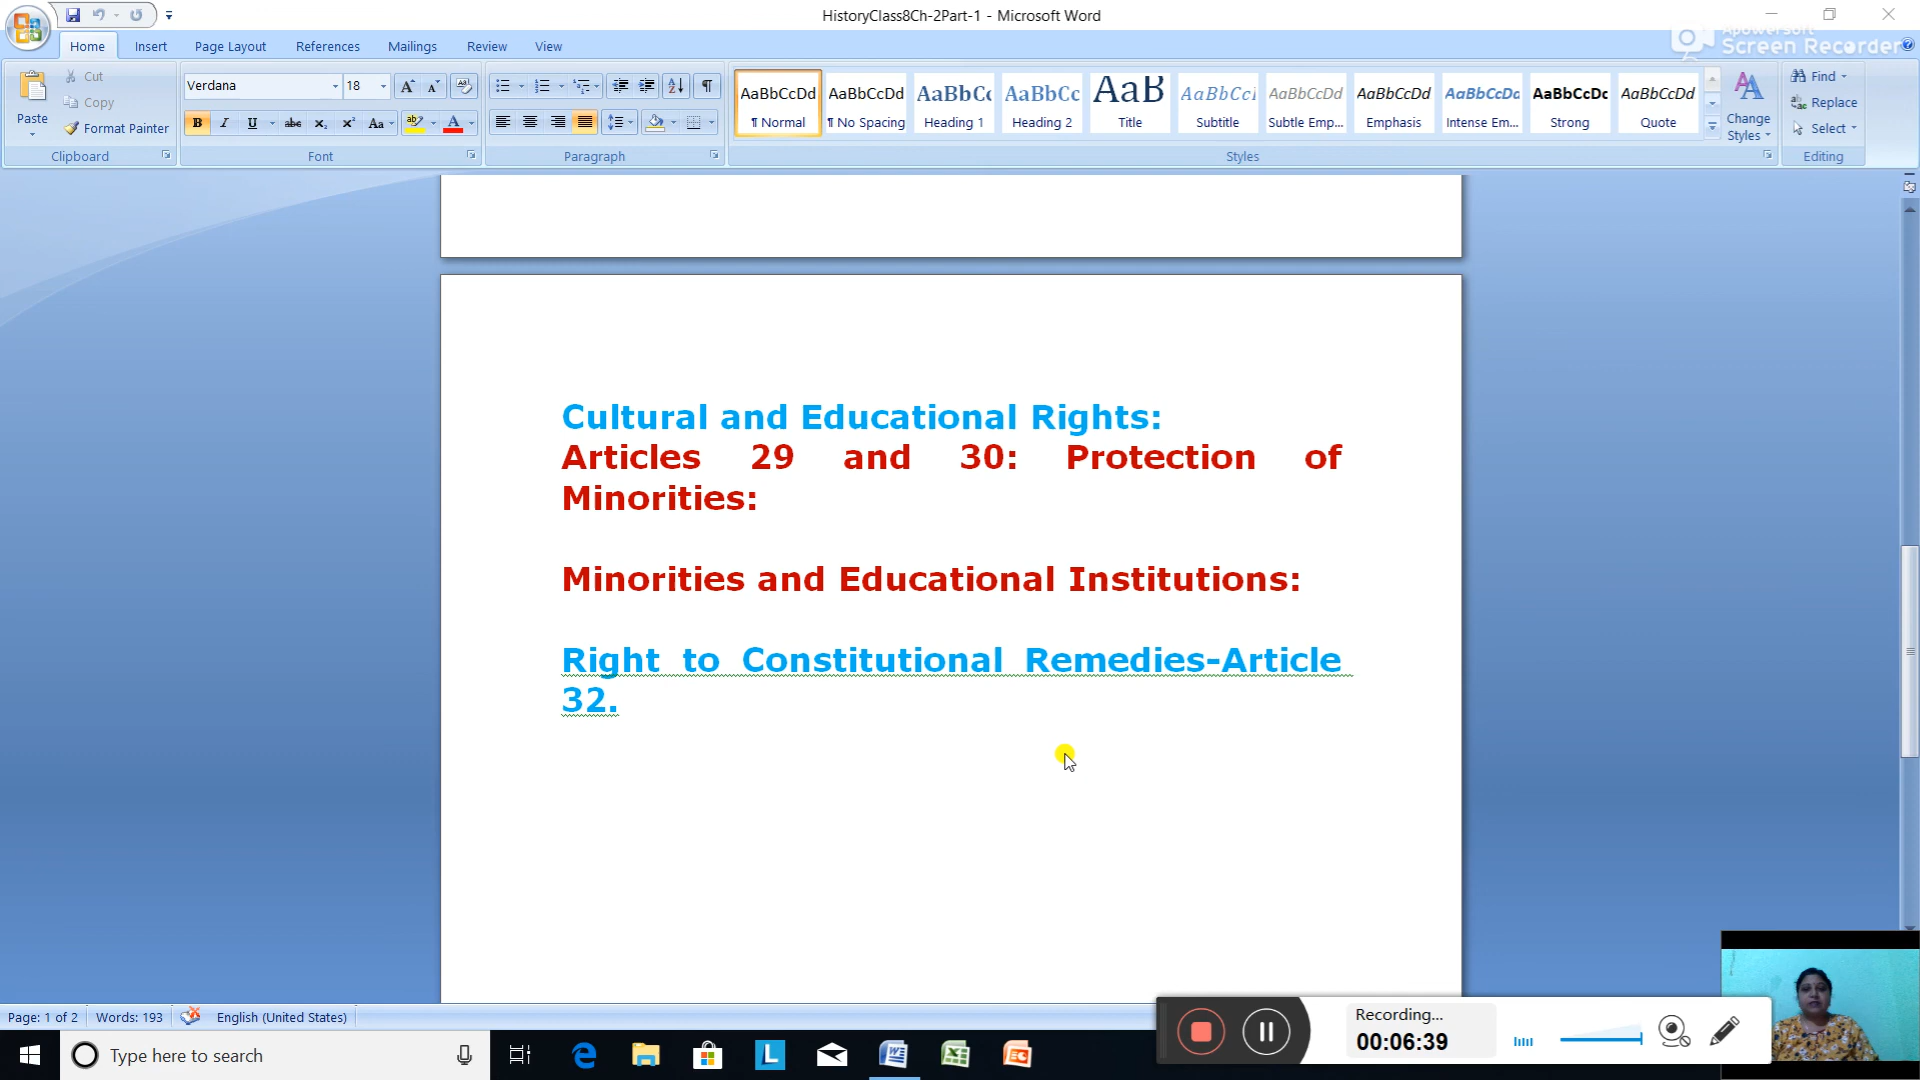 HistoryClass8Ch-2Part-1 - Microsoft Word
Home Insert Page Layout References Mailings Review View
Apowersoft
Screen Recorder
Paste
Cut
Copy
Format Painter
Clipboard
Verdana 18
Font
Paragraph
AaBbCcDd AaBbCcDd AaBbCc AaBbCc AaB AaBbCcI AaBbCcDd AaBbCcDd AaBbCcDd AaBbCcDc AaBbCcDd
¶ Normal ¶ No Spacing Heading 1 Heading 2 Title Subtitle Subtle Emp... Emphasis Intense Em... Strong Quote
Change Styles
Styles
Find
Replace
Select
Editing
Cultural and Educational Rights:
Articles 29 and 30: Protection of
Minorities:
Minorities and Educational Institutions:
Right to Constitutional Remedies-Article
32.
Page: 1 of 2 Words: 193 English (United States)
Recording...
00:06:39
Type here to search